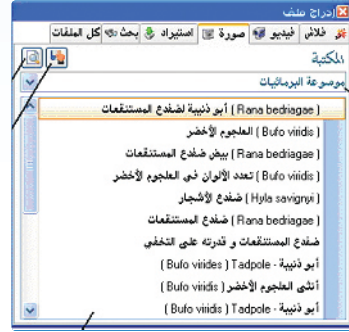 إدراج ملف
فلاش فيديو صورة استيراد بحث كل الملفات
المكتبة
موسوعة البرمائيات
أبو ذنيبة لضفدع المستنقعات ( Rana bedriagae )
العلجوم الأخضر ( Bufo viridis )
بيض ضفدع المستنقعات ( Rana bedriagae )
تعدد الألوان في العلجوم الأخضر ( Bufo viridis )
ضفدع الأشجار ( Hyla savignyi )
ضفدع المستنقعات ( Rana bedriagae )
ضفدع المستنقعات و قدرته على التخفي
أبو ذنيبة - Tadpole ( Bufo virides )
أنثى العلجوم الأخضر ( Bufo viridis )
أبو ذنيبة - Tadpole ( Bufo viridis )